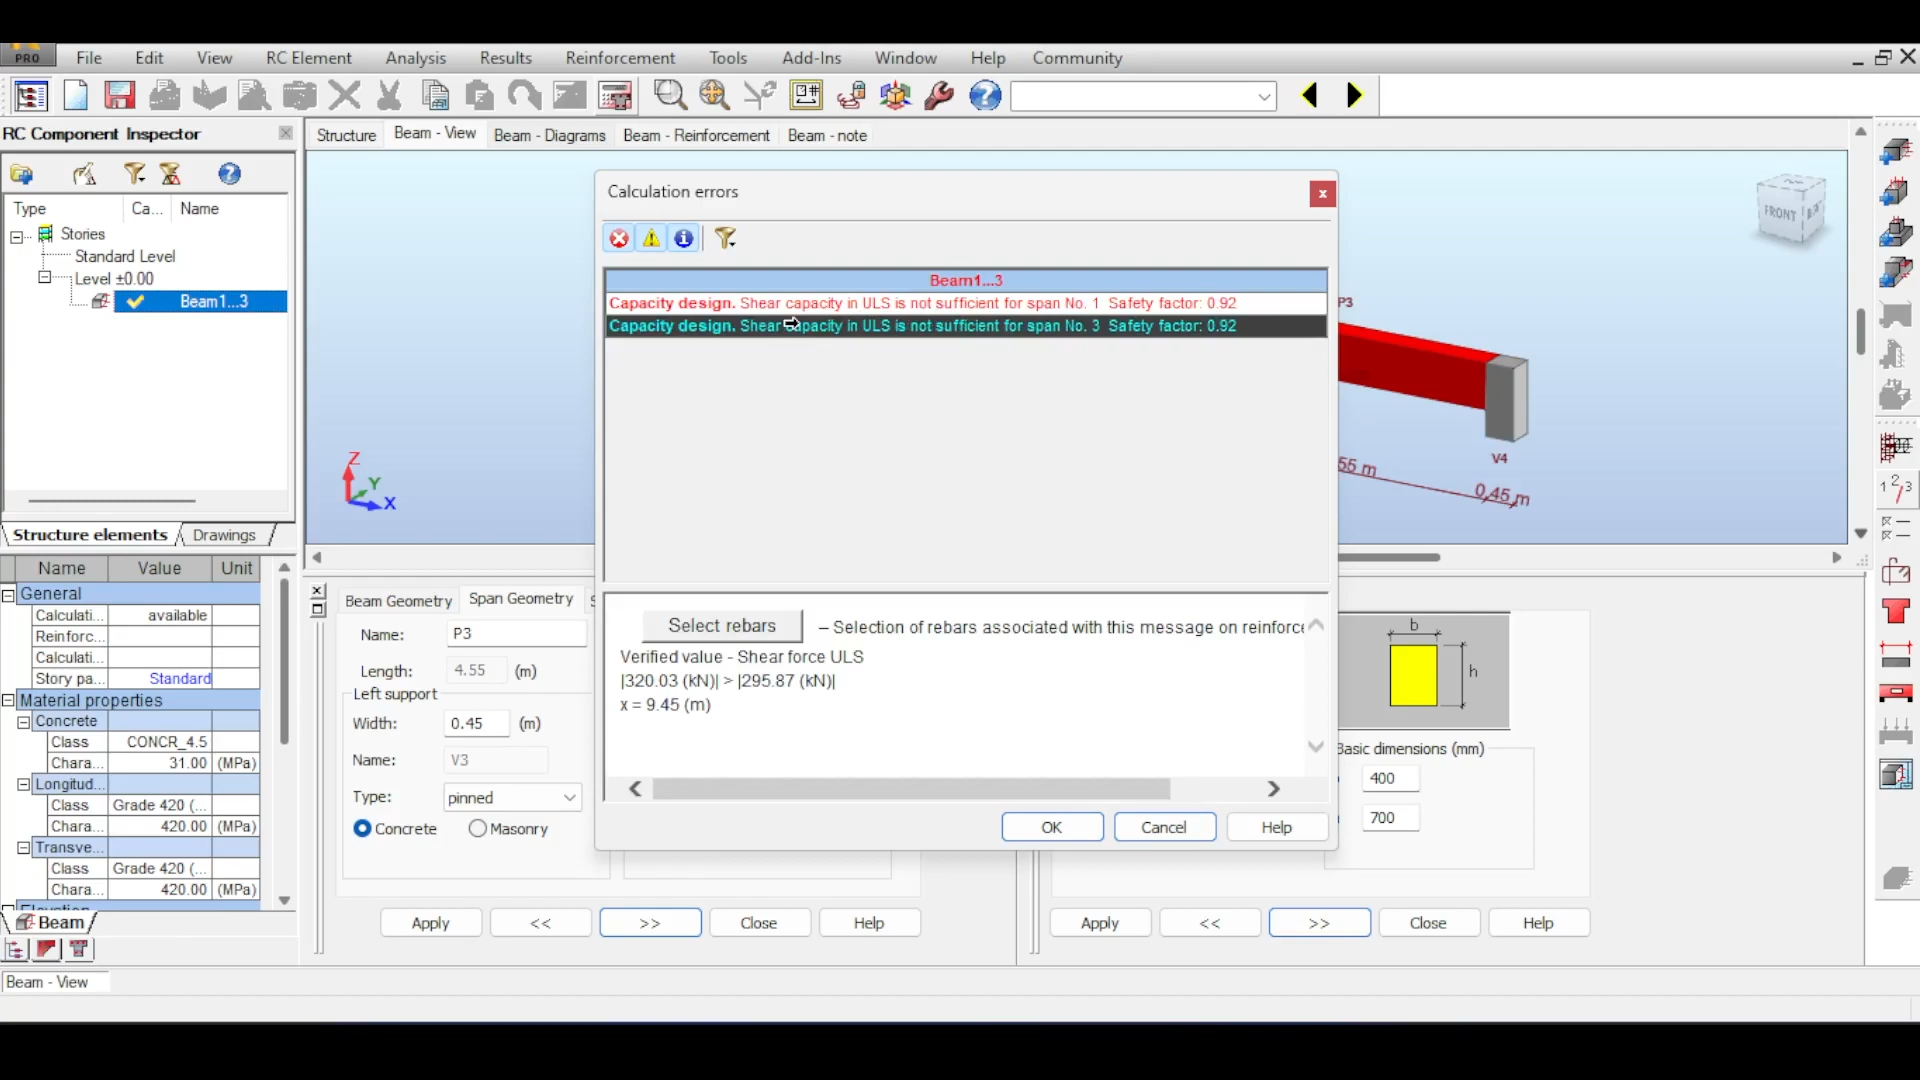 PRO File Edit View RC Element Analysis Results Reinforcement Tools Add-Ins Window Help Community
RC Component Inspector
Structure Beam - View Beam - Diagrams Beam - Reinforcement Beam - note
Type Ca... Name
Stories
Standard Level
Level ±0.00
Beam1...3
Structure elements Drawings
Name Value Unit
General
Calculati... available
Reinforc...
Calculati...
Story pa... Standard
Material properties
Concrete
Class CONCR_4.5
Chara... 31.00 (MPa)
Longitud...
Class Grade 420 (...
Chara... 420.00 (MPa)
Transve...
Class Grade 420 (...
Chara... 420.00 (MPa)
Beam
Beam - View
Z
Y
X
FRONT
P3
V4
55 m
0,45 m
Calculation errors
x
Beam1...3
Capacity design. Shear capacity in ULS is not sufficient for span No. 1 Safety factor: 0.92
Capacity design. Shear capacity in ULS is not sufficient for span No. 3 Safety factor: 0.92
Select rebars – Selection of rebars associated with this message on reinforce
Verified value - Shear force ULS
|320.03 (kN)| > |295.87 (kN)|
x = 9.45 (m)
OK Cancel Help
Beam Geometry Span Geometry
Name: P3
Length: 4.55 (m)
Left support
Width: 0.45 (m)
Name: V3
Type: pinned
Concrete Masonry
Apply << >> Close Help
b
h
Basic dimensions (mm)
400
700
Apply << >> Close Help
1 2 3